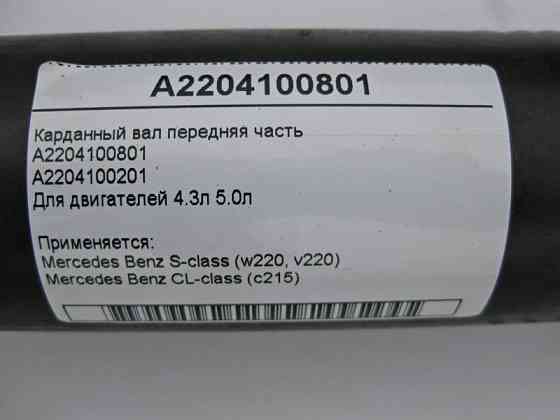 A2204100801
Карданный вал передняя часть
A2204100801
A2204100201
Для двигателей 4.3л 5.0л
Применяется:
Mercedes Benz S-class (w220, v220)
Mercedes Benz CL-class (c215)